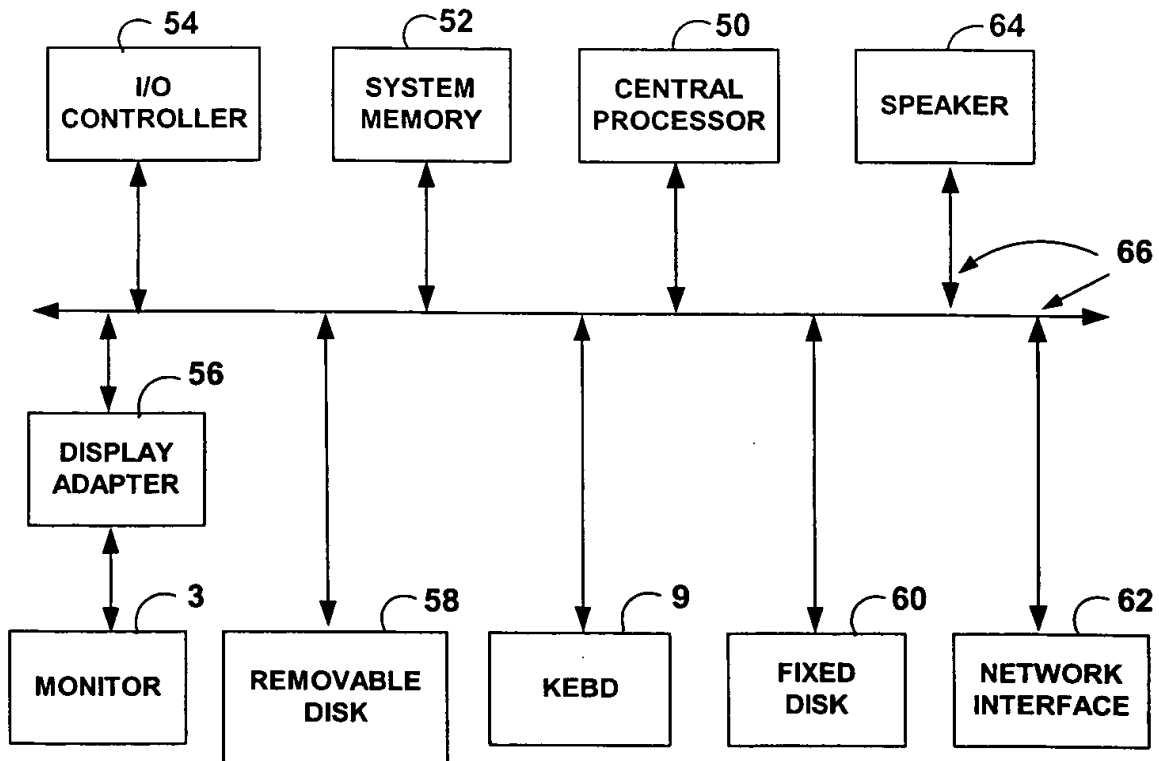 54
52
50
64
I/O
CONTROLLER
SYSTEM
MEMORY
CENTRAL
PROCESSOR
SPEAKER
66
56
DISPLAY
ADAPTER
3
58
9
60
62
MONITOR
REMOVABLE
DISK
KEBD
FIXED
DISK
NETWORK
INTERFACE